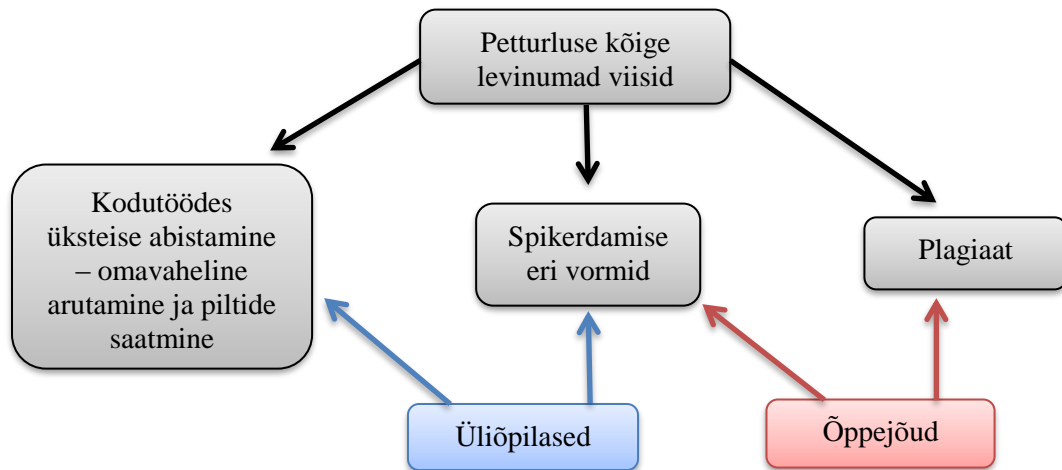 Petturluse kõige
levinumad viisid
Kodutöödes
üksteise abistamine
– omavaheline
arutamine ja piltide
saatmine
Spikerdamise
eri vormid
Plagiaat
Üliõpilased
Õppejõud